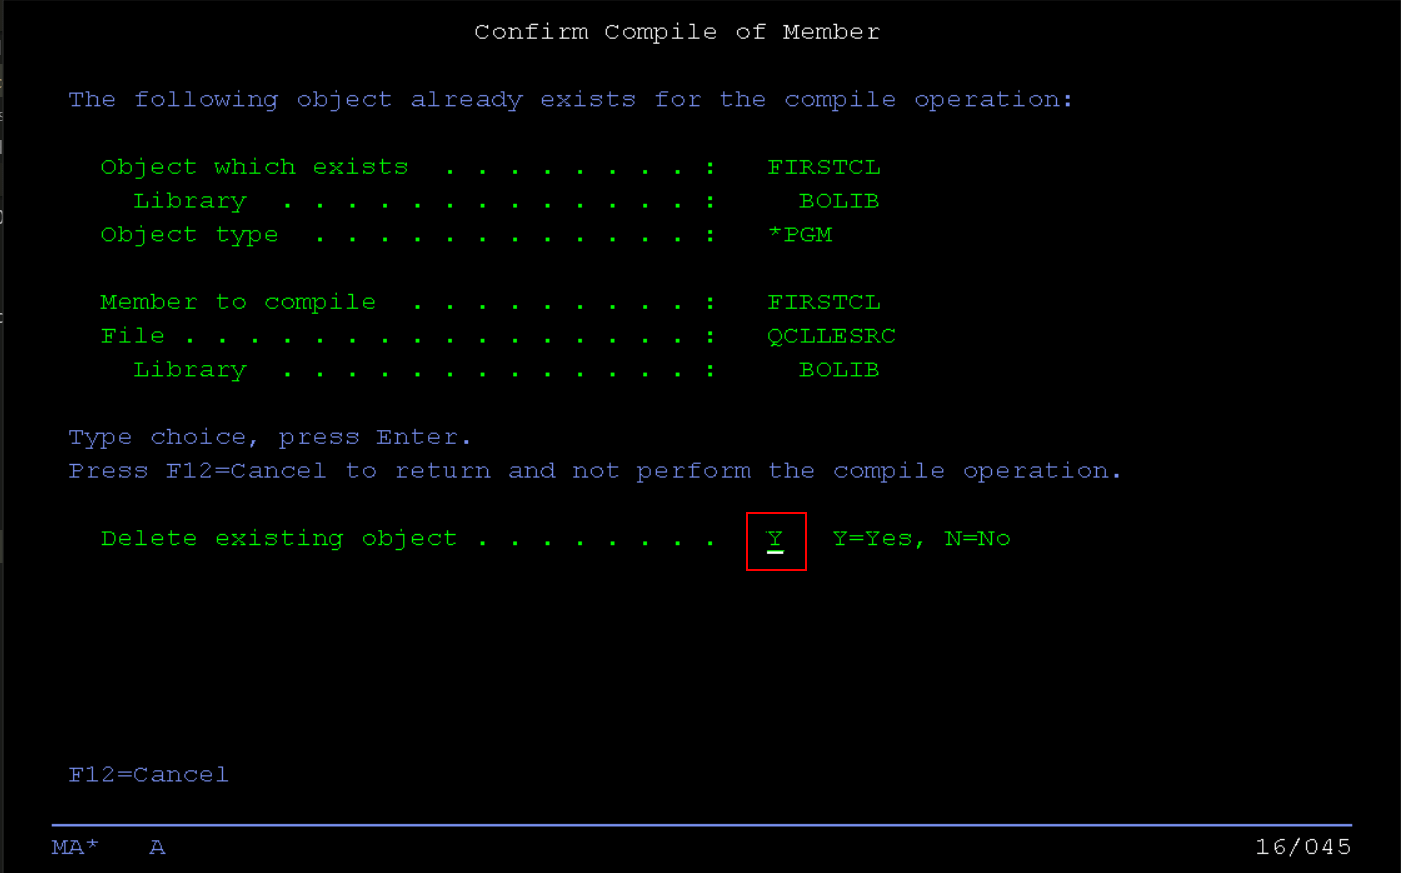 Confirm Compile of Member
The following object already exists for the compile operation:
Object which exists . . . . . . . . : FIRSTCL
Library . . . . . . . . . . . . . . : BOLIB
Object type . . . . . . . . . . . . . : *PGM
Member to compile . . . . . . . . . : FIRSTCL
File . . . . . . . . . . . . . . . . . : QCLLESRC
Library . . . . . . . . . . . . . . : BOLIB
Type choice, press Enter.
Press F12=Cancel to return and not perform the compile operation.
Delete existing object . . . . . . . . Y Y=Yes, N=No
F12=Cancel
MA* A 16/045